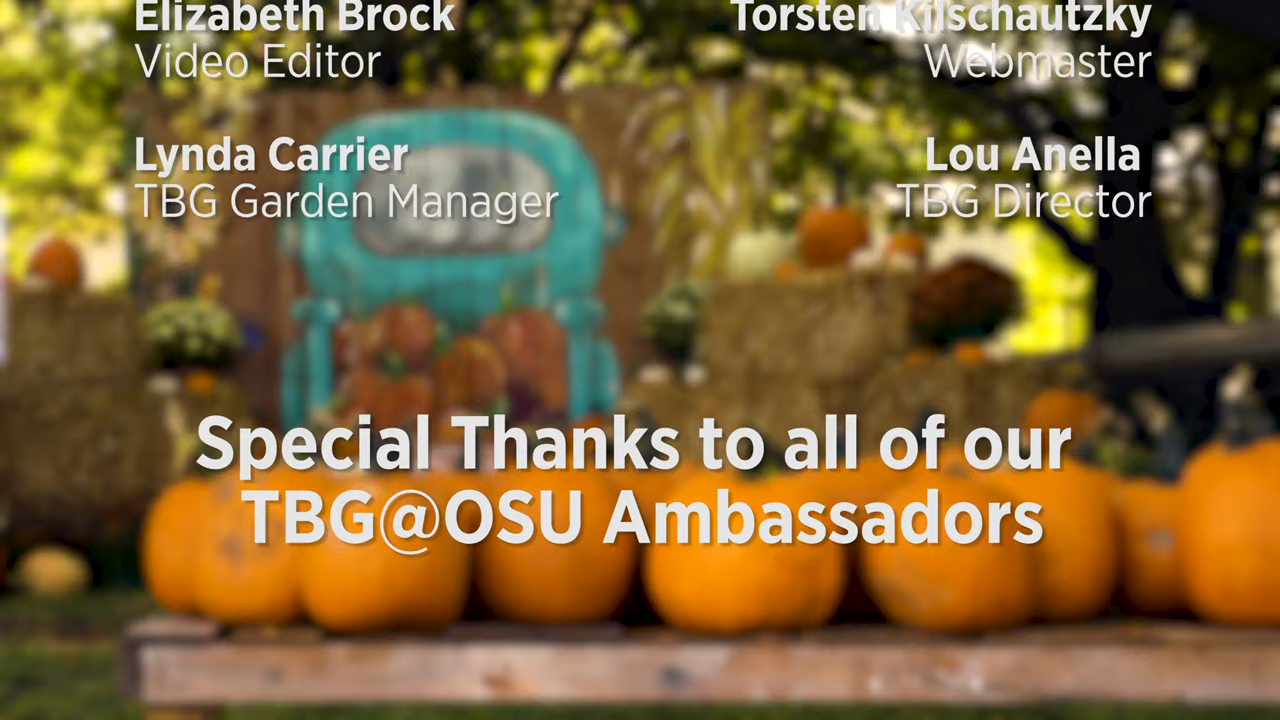 Elizabeth Brock
Video Editor
Torsten Kilschautzky
Webmaster
Lynda Carrier
TBG Garden Manager
Lou Anella
TBG Director
Special Thanks to all of our
TBG@OSU Ambassadors